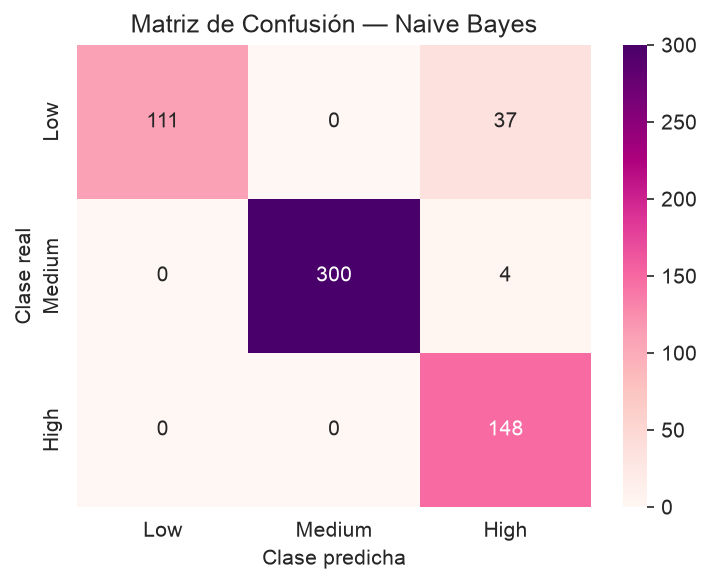 Matriz de Confusión — Naive Bayes
Clase real
Low
Medium
High
111 0 37
0 300 4
0 0 148
Low Medium High
Clase predicha
300
250
200
150
100
50
0